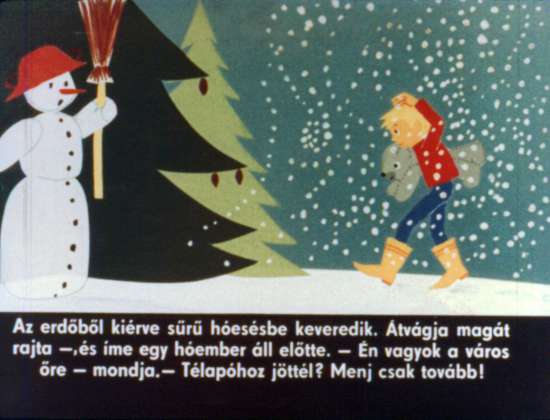 Az erdőből kiérve sűrű hóesésbe keveredik. Átvágja magát
rajta —,és íme egy hóember áll előtte. — Én vagyok a város
őre — mondja.— Télapóhoz jöttél? Menj csak tovább!